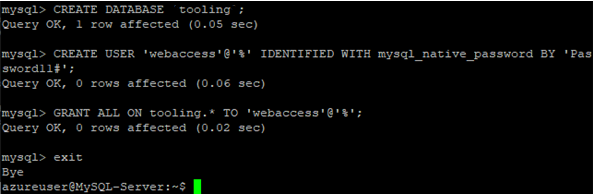 mysql> CREATE DATABASE `tooling`;
Query OK, 1 row affected (0.05 sec)
mysql> CREATE USER 'webaccess'@'%' IDENTIFIED WITH mysql_native_password BY 'Pas
sword11#';
Query OK, 0 rows affected (0.06 sec)
mysql> GRANT ALL ON tooling.* TO 'webaccess'@'%';
Query OK, 0 rows affected (0.02 sec)
mysql> exit
Bye
azureuser@MySQL-Server:~$